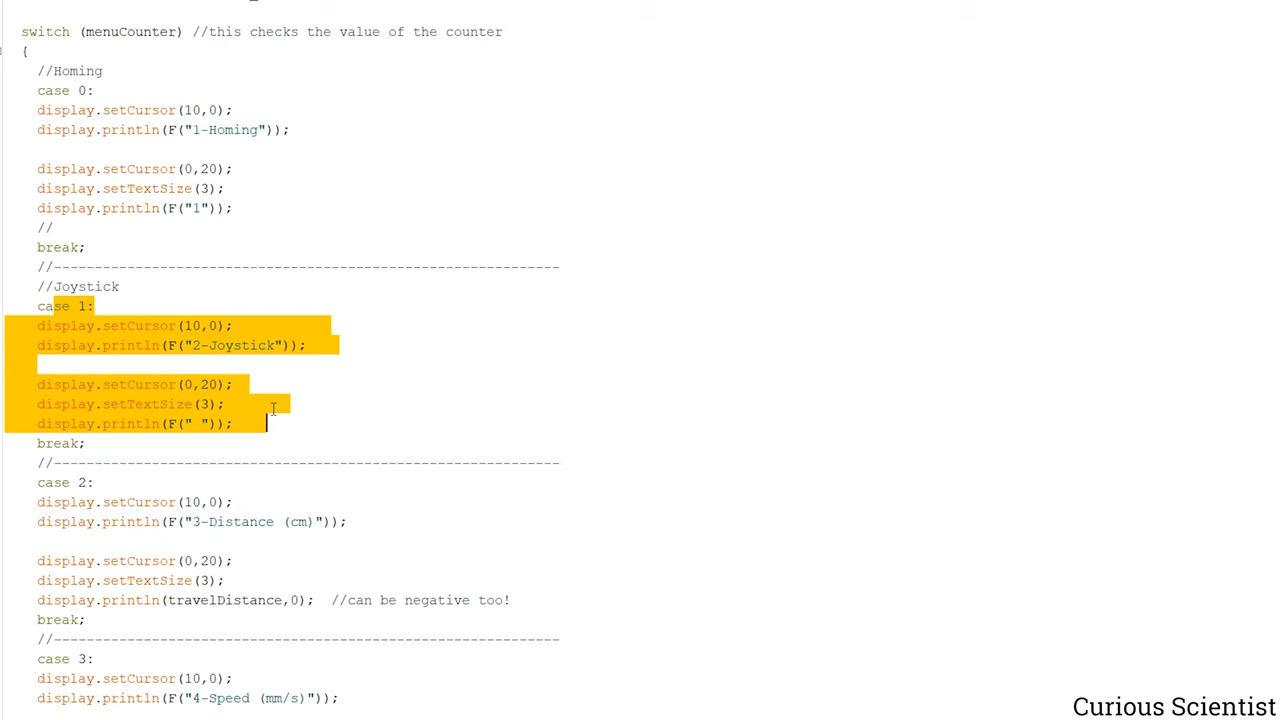 switch (menuCounter) //this checks the value of the counter
{
//Homing
case 0:
display.setCursor(10,0);
display.println(F("1-Homing"));
display.setCursor(0,20);
display.setTextSize(3);
display.println(F("1"));
//
break;
//--------------------------------------------------------------
//Joystick
case 1:
display.setCursor(10,0);
display.println(F("2-Joystick"));
display.setCursor(0,20);
display.setTextSize(3);
display.println(F(" "));
break;
//--------------------------------------------------------------
case 2:
display.setCursor(10,0);
display.println(F("3-Distance (cm)"));
display.setCursor(0,20);
display.setTextSize(3);
display.println(travelDistance,0); //can be negative too!
break;
//--------------------------------------------------------------
case 3:
display.setCursor(10,0);
display.println(F("4-Speed (mm/s)"));
Curious Scientist